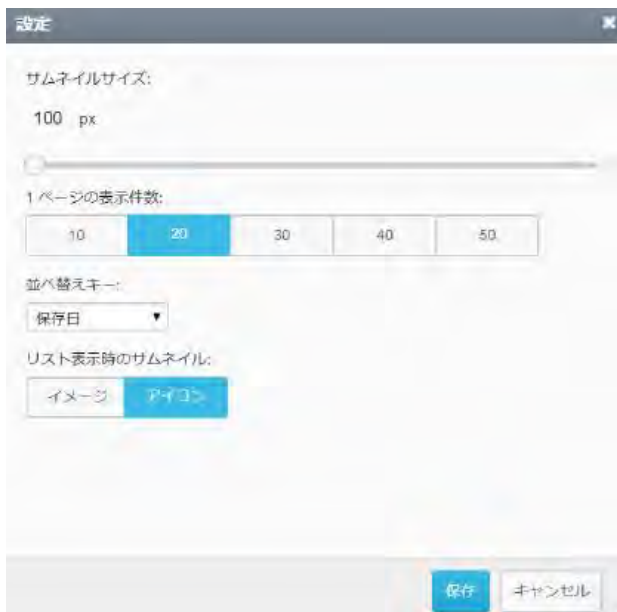 設定
サムネイルサイズ:
100 px
1 ページの表示件数:
10 20 30 40 50
並べ替えキー:
保存日
リスト表示時のサムネイル:
イメージ アイコン
保存 キャンセル